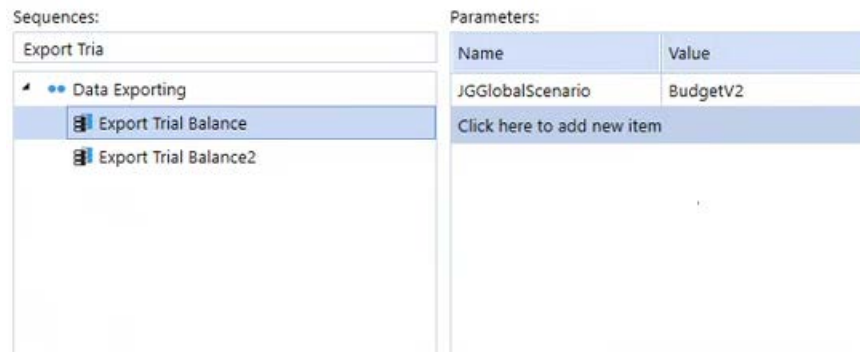 Sequences:
Export Tria
Data Exporting
Export Trial Balance
Export Trial Balance2
Parameters:
Name Value
JGGlobalScenario BudgetV2
Click here to add new item